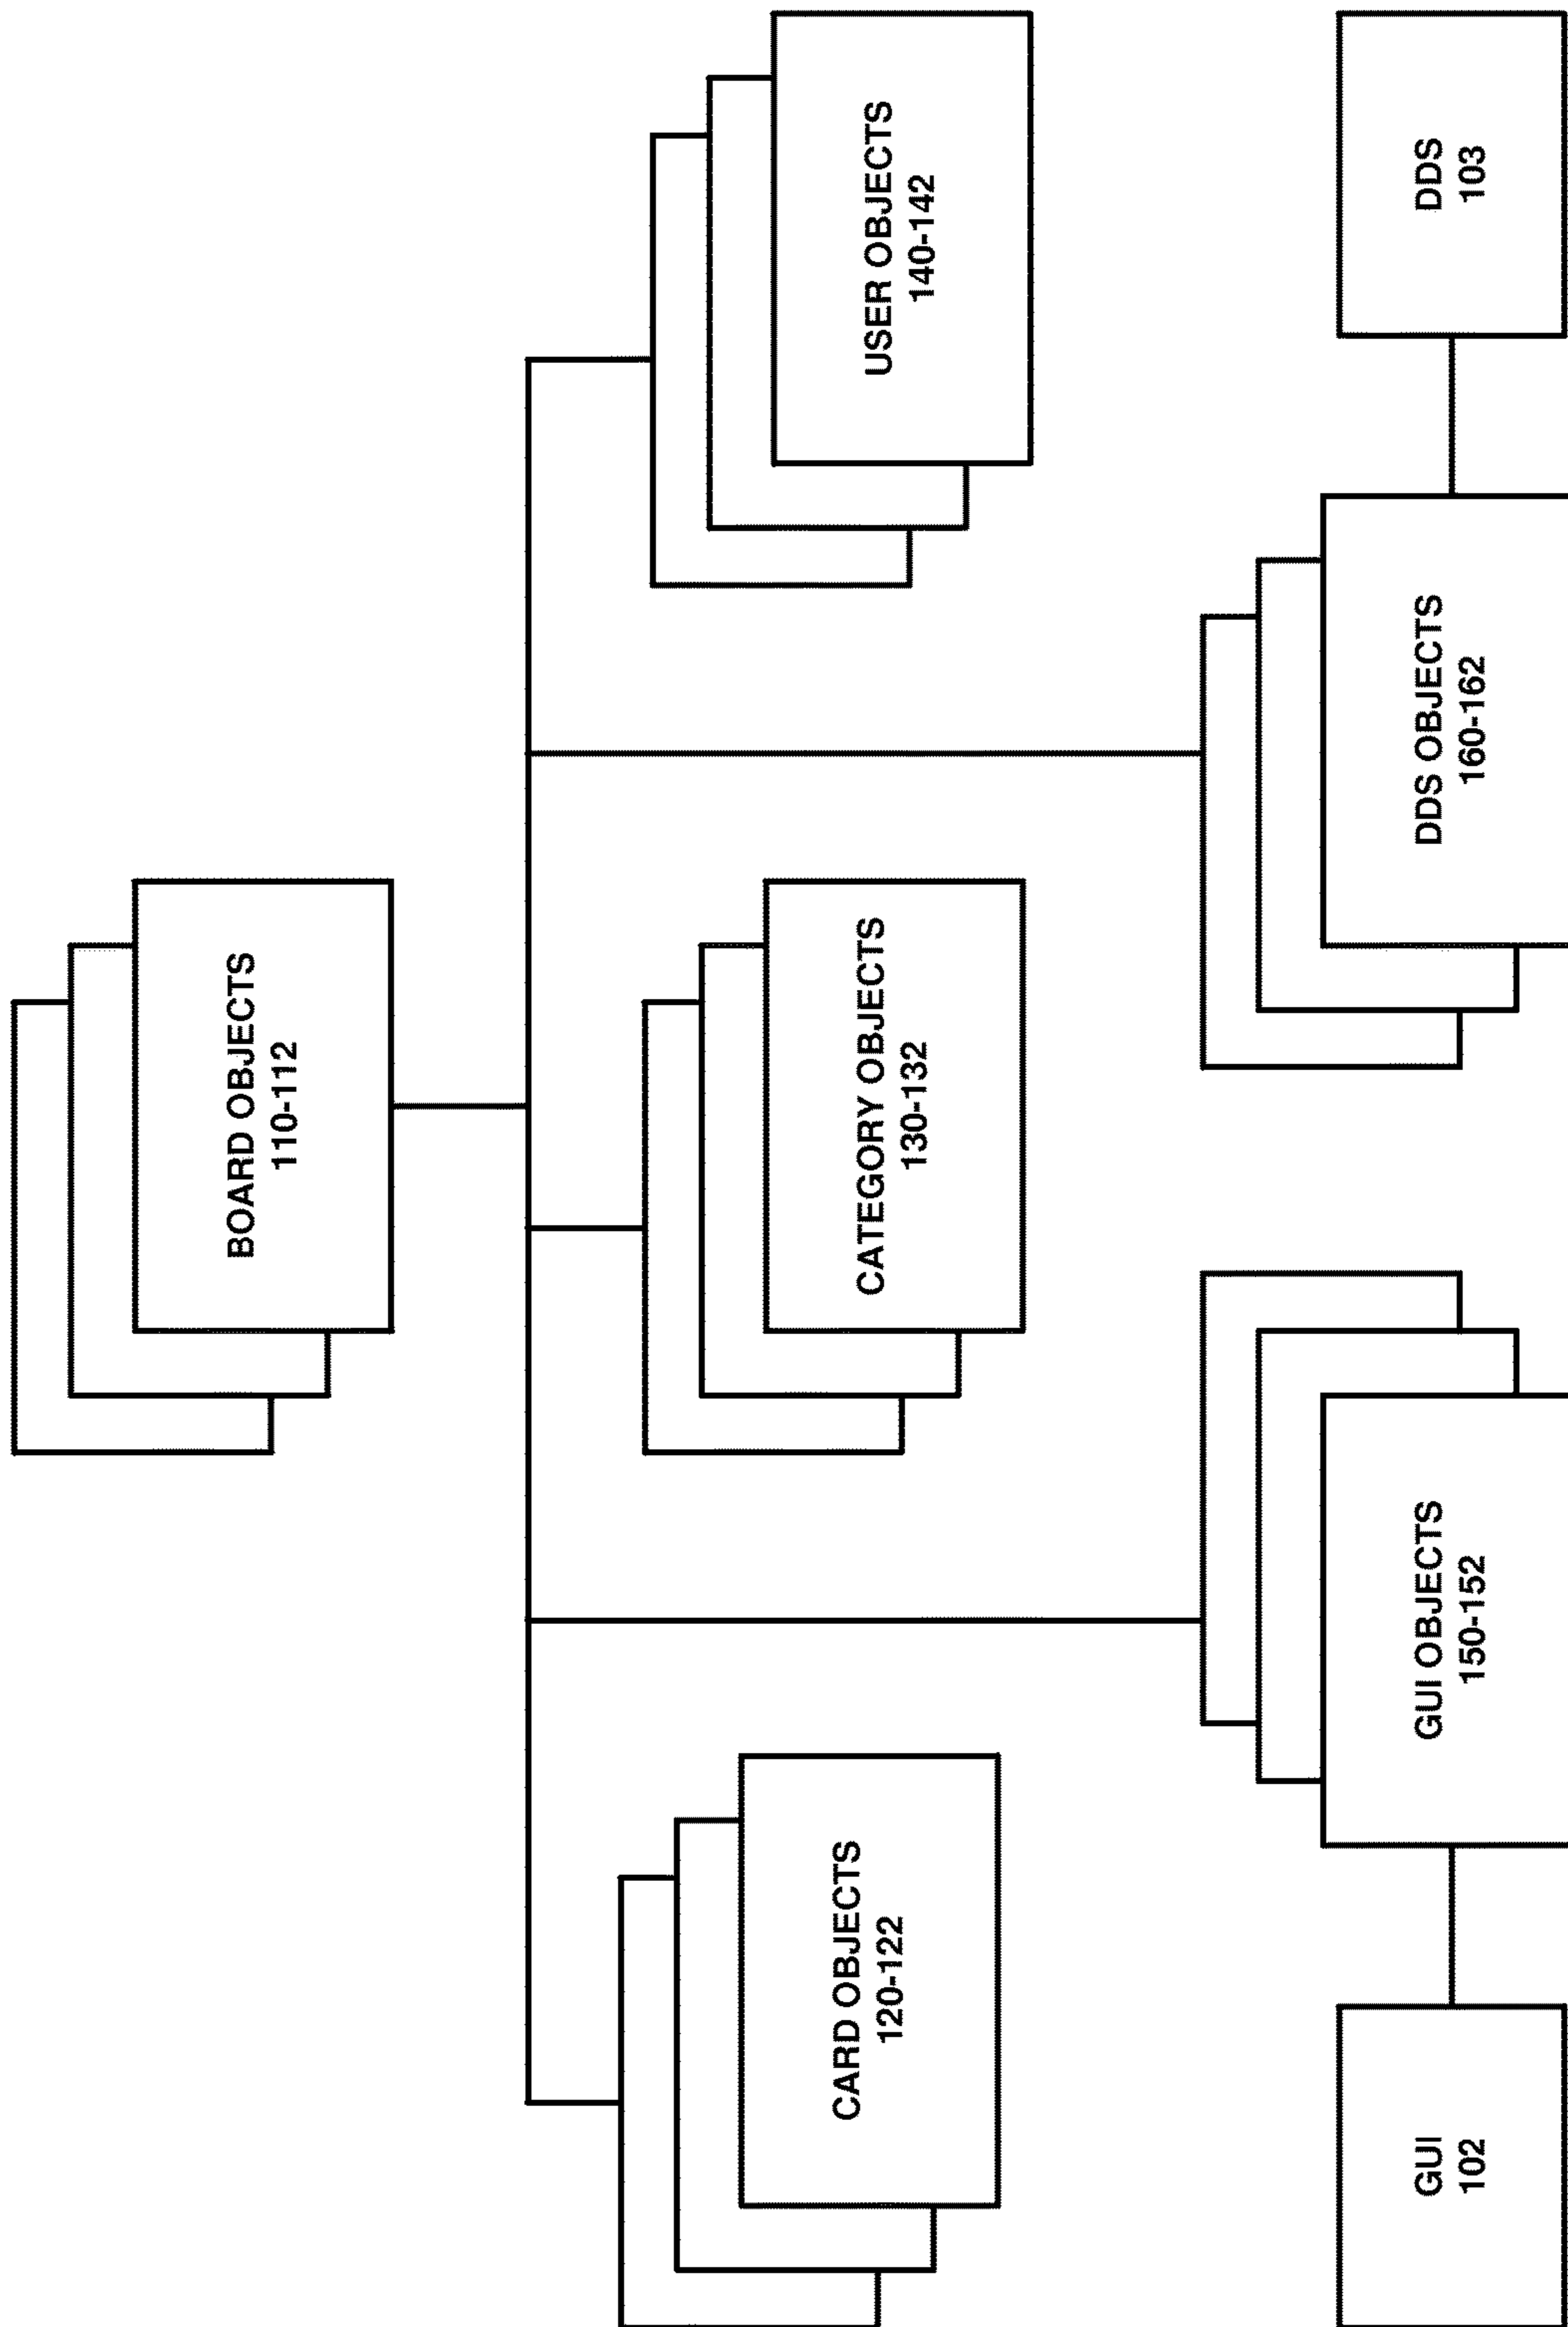 BOARD OBJECTS
110-112
CARD OBJECTS
120-122
CATEGORY OBJECTS
130-132
USER OBJECTS
140-142
GUI
102
GUI OBJECTS
150-152
DDS OBJECTS
160-162
DDS
103